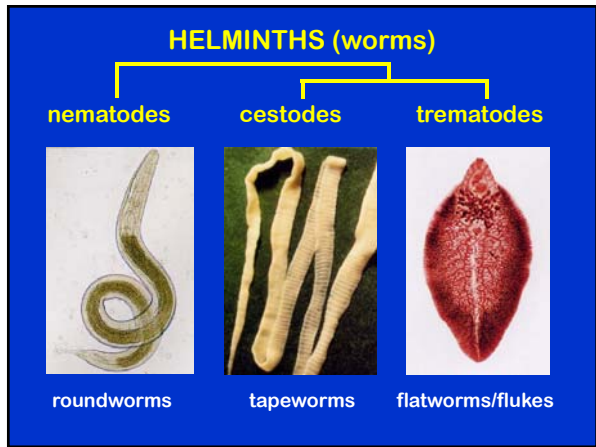 HELMINTHS (worms)
nematodes cestodes trematodes
roundworms tapeworms flatworms/flukes